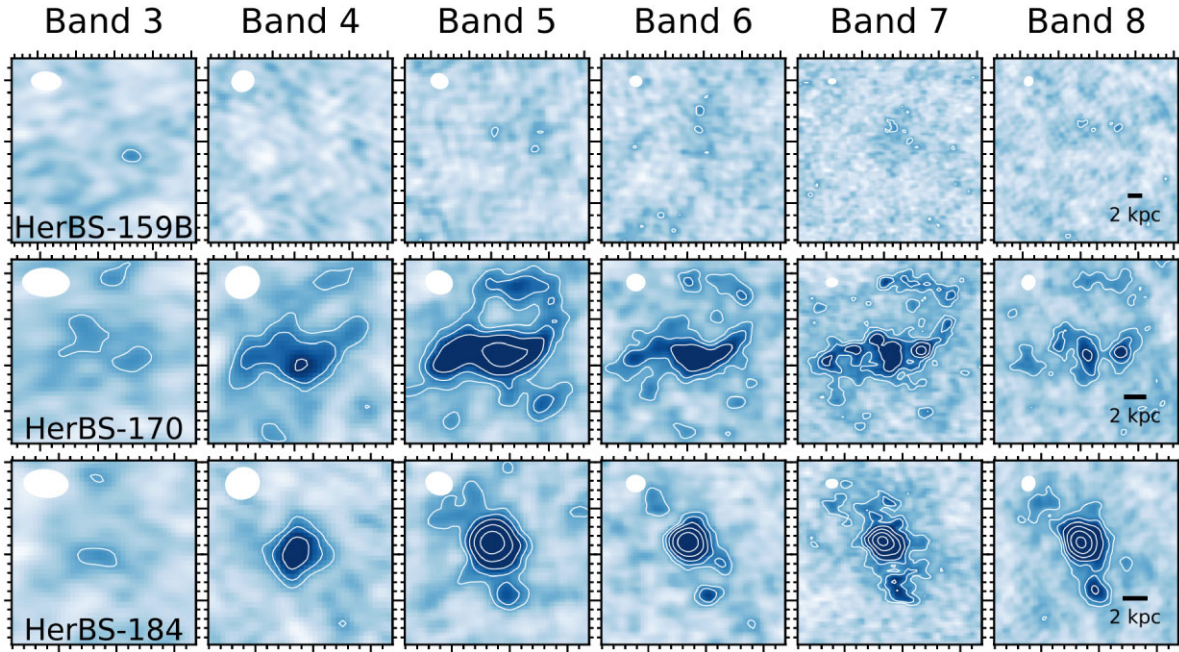 Band 3 Band 4 Band 5 Band 6 Band 7 Band 8
HerBS-159B
2 kpc
HerBS-170
2 kpc
HerBS-184
2 kpc